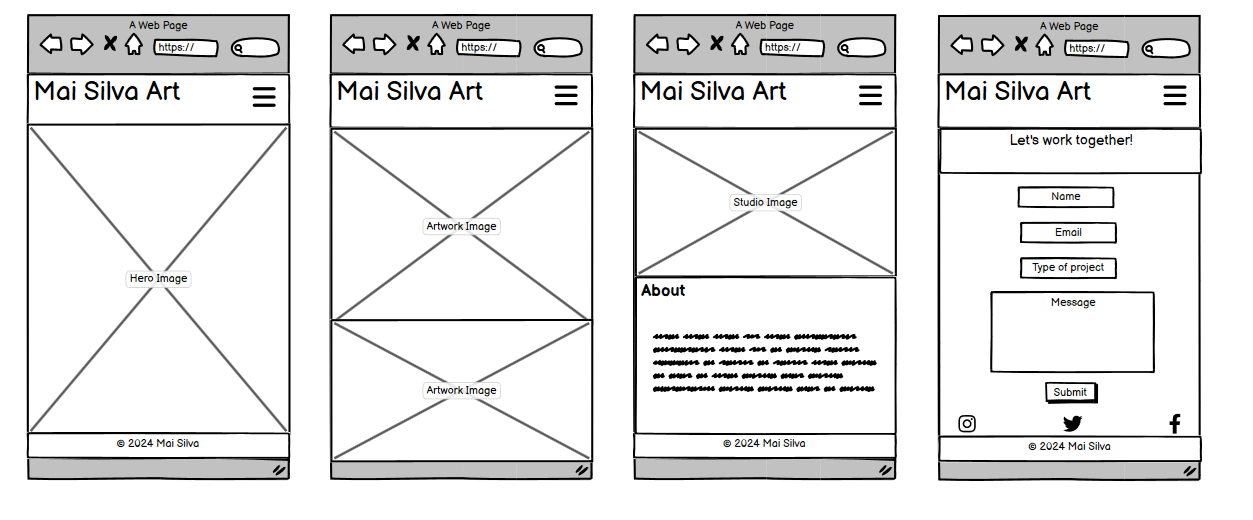 A Web Page
https://
Mai Silva Art
Hero Image
© 2024 Mai Silva
A Web Page
https://
Mai Silva Art
Artwork Image
Artwork Image
A Web Page
https://
Mai Silva Art
Studio Image
About
© 2024 Mai Silva
A Web Page
https://
Mai Silva Art
Let's work together!
Name
Email
Type of project
Message
Submit
© 2024 Mai Silva